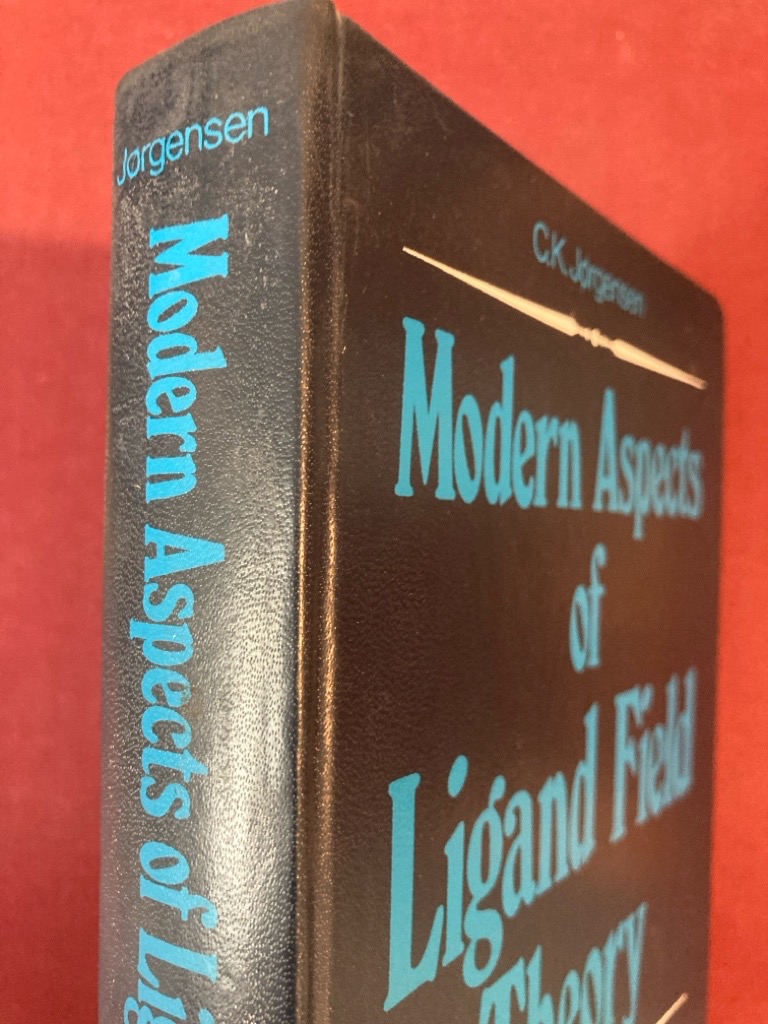 Jørgensen
Modern Aspects of Lig
C.K.Jørgensen
Modern Aspects
of
Ligand Field
Theory